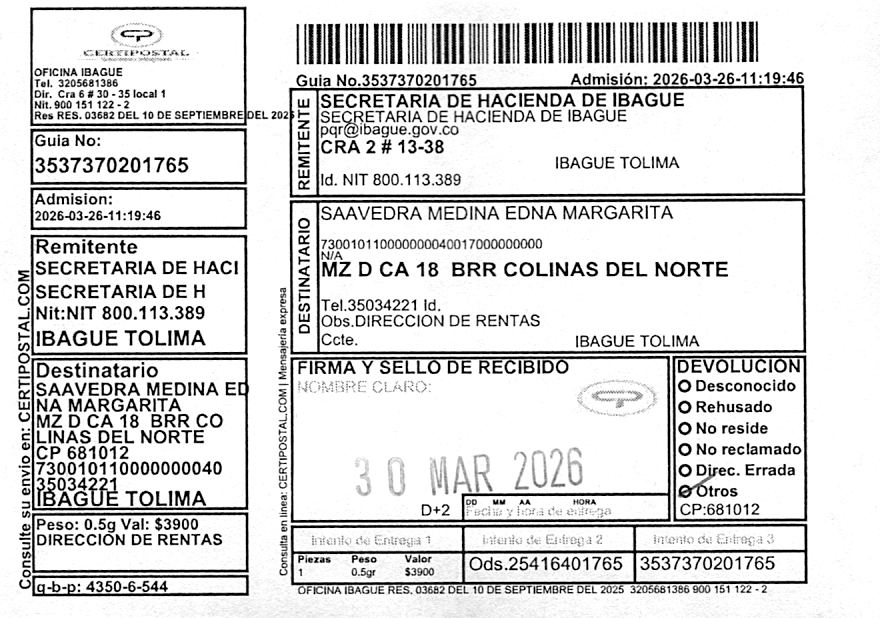 CERTIPOSTAL
OFICINA IBAGUE
Tel. 3205681386
Dir. Cra 6 # 30 - 35 local 1
Nit. 900 151 122 - 2
Res RES. 03682 DEL 10 DE SEPTIEMBRE DEL 2025
Guia No:
3537370201765
Admision:
2026-03-26-11:19:46
Remitente
SECRETARIA DE HACI
SECRETARIA DE H
Nit:NIT 800.113.389
IBAGUE TOLIMA
Destinatario
SAAVEDRA MEDINA ED
NA MARGARITA
MZ D CA 18 BRR CO
LINAS DEL NORTE
CP 681012
730010110000000040
35034221
IBAGUE TOLIMA
Peso: 0.5g Val: $3900
DIRECCIÓN DE RENTAS
q-b-p: 4350-6-544
Consulte su envio en: CERTIPOSTAL.COM
Guia No.3537370201765 Admisión: 2026-03-26-11:19:46
REMITENTE
SECRETARIA DE HACIENDA DE IBAGUE
SECRETARIA DE HACIENDA DE IBAGUE
pqr@ibague.gov.co
CRA 2 # 13-38
IBAGUE TOLIMA
Id. NIT 800.113.389
DESTINATARIO
SAAVEDRA MEDINA EDNA MARGARITA
730010110000000040017000000000
N/A
MZ D CA 18 BRR COLINAS DEL NORTE
Tel.35034221 Id.
Obs.DIRECCION DE RENTAS
Ccte. IBAGUE TOLIMA
Consulta en linea: CERTIPOSTAL.COM | Mensajería expresa
FIRMA Y SELLO DE RECIBIDO
NOMBRE CLARO:
30 MAR 2026
D+2
DD MM AA HORA
Fecha y hora de entrega
DEVOLUCIÓN
Desconocido
Rehusado
No reside
No reclamado
Direc. Errada
Otros
CP:681012
Intento de Entrega 1 Intento de Entrega 2 Intento de Entrega 3
Piezas Peso Valor
1 0.5gr $3900
Ods.25416401765 3537370201765
OFICINA IBAGUE RES. 03682 DEL 10 DE SEPTIEMBRE DEL 2025 3205681386 900 151 122 - 2